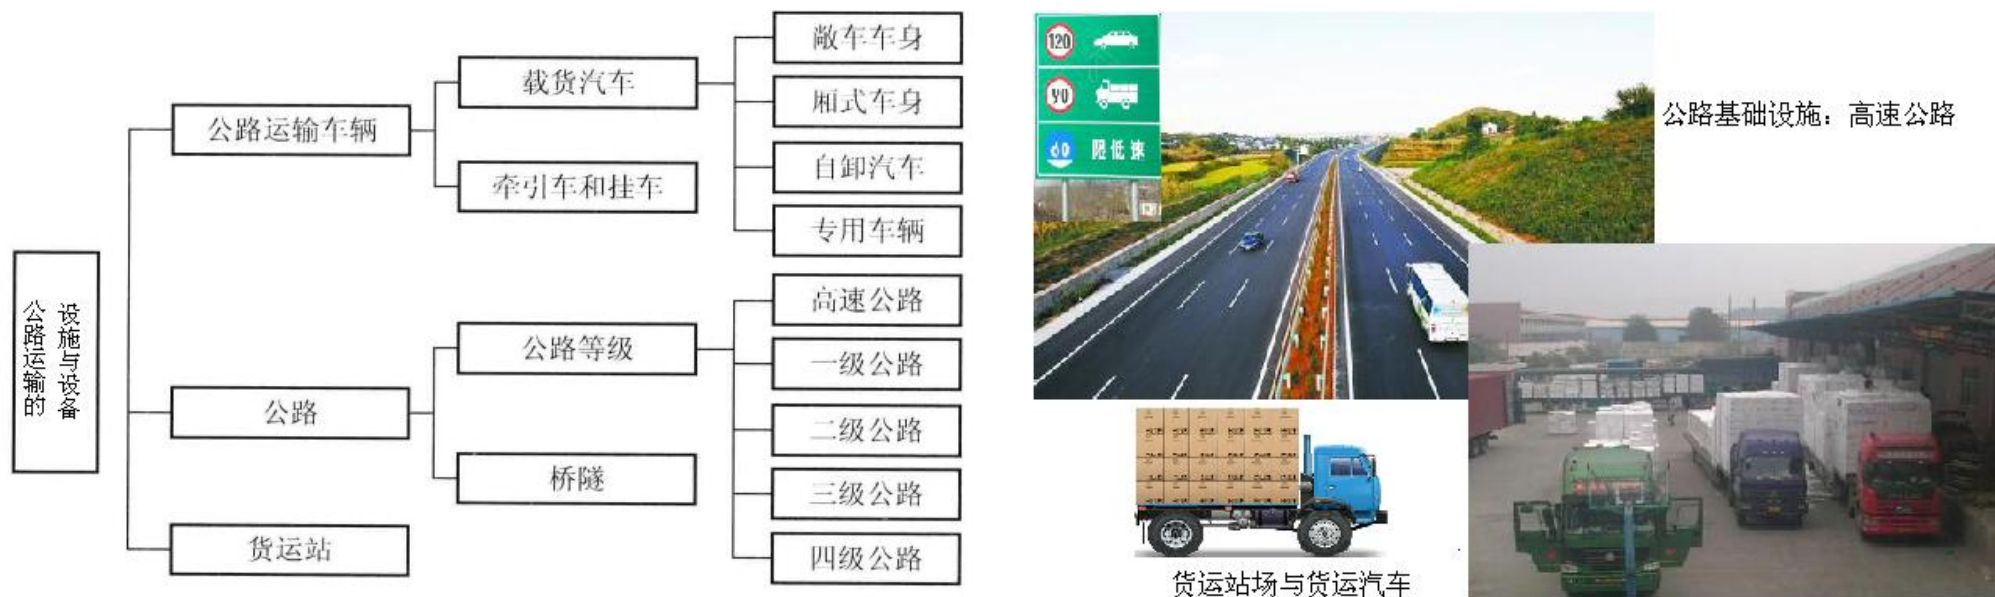 公路运输的
设施与设备
公路运输车辆
载货汽车
敞车车身
厢式车身
自卸汽车
专用车辆
牵引车和挂车
公路
公路等级
高速公路
一级公路
二级公路
三级公路
四级公路
桥隧
货运站
120
90
60 限低速
公路基础设施：高速公路
货运站场与货运汽车